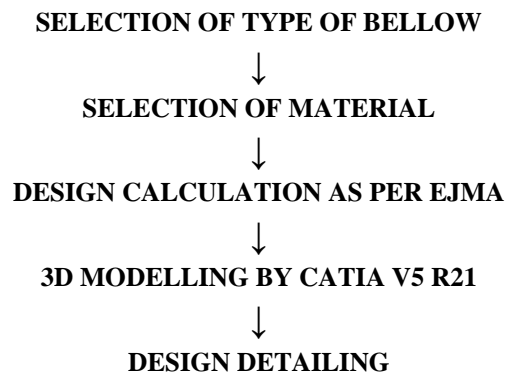 SELECTION OF TYPE OF BELLOW
↓
SELECTION OF MATERIAL
↓
DESIGN CALCULATION AS PER EJMA
↓
3D MODELLING BY CATIA V5 R21
↓
DESIGN DETAILING